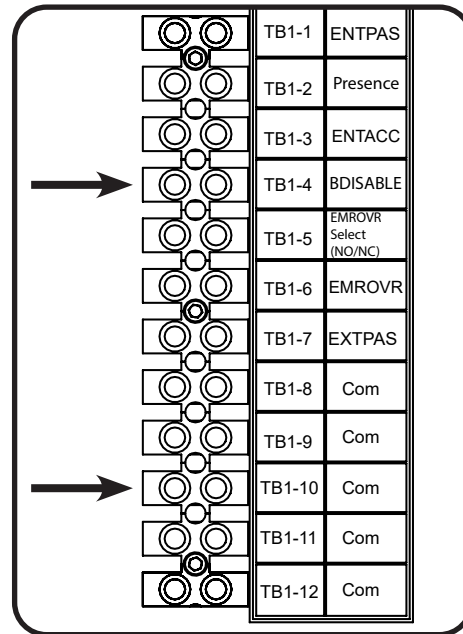 TB1-1 ENTPAS
TB1-2 Presence
TB1-3 ENTACC
TB1-4 BDISABLE
TB1-5 EMROVR
Select
(NO/NC)
TB1-6 EMROVR
TB1-7 EXTPAS
TB1-8 Com
TB1-9 Com
TB1-10 Com
TB1-11 Com
TB1-12 Com